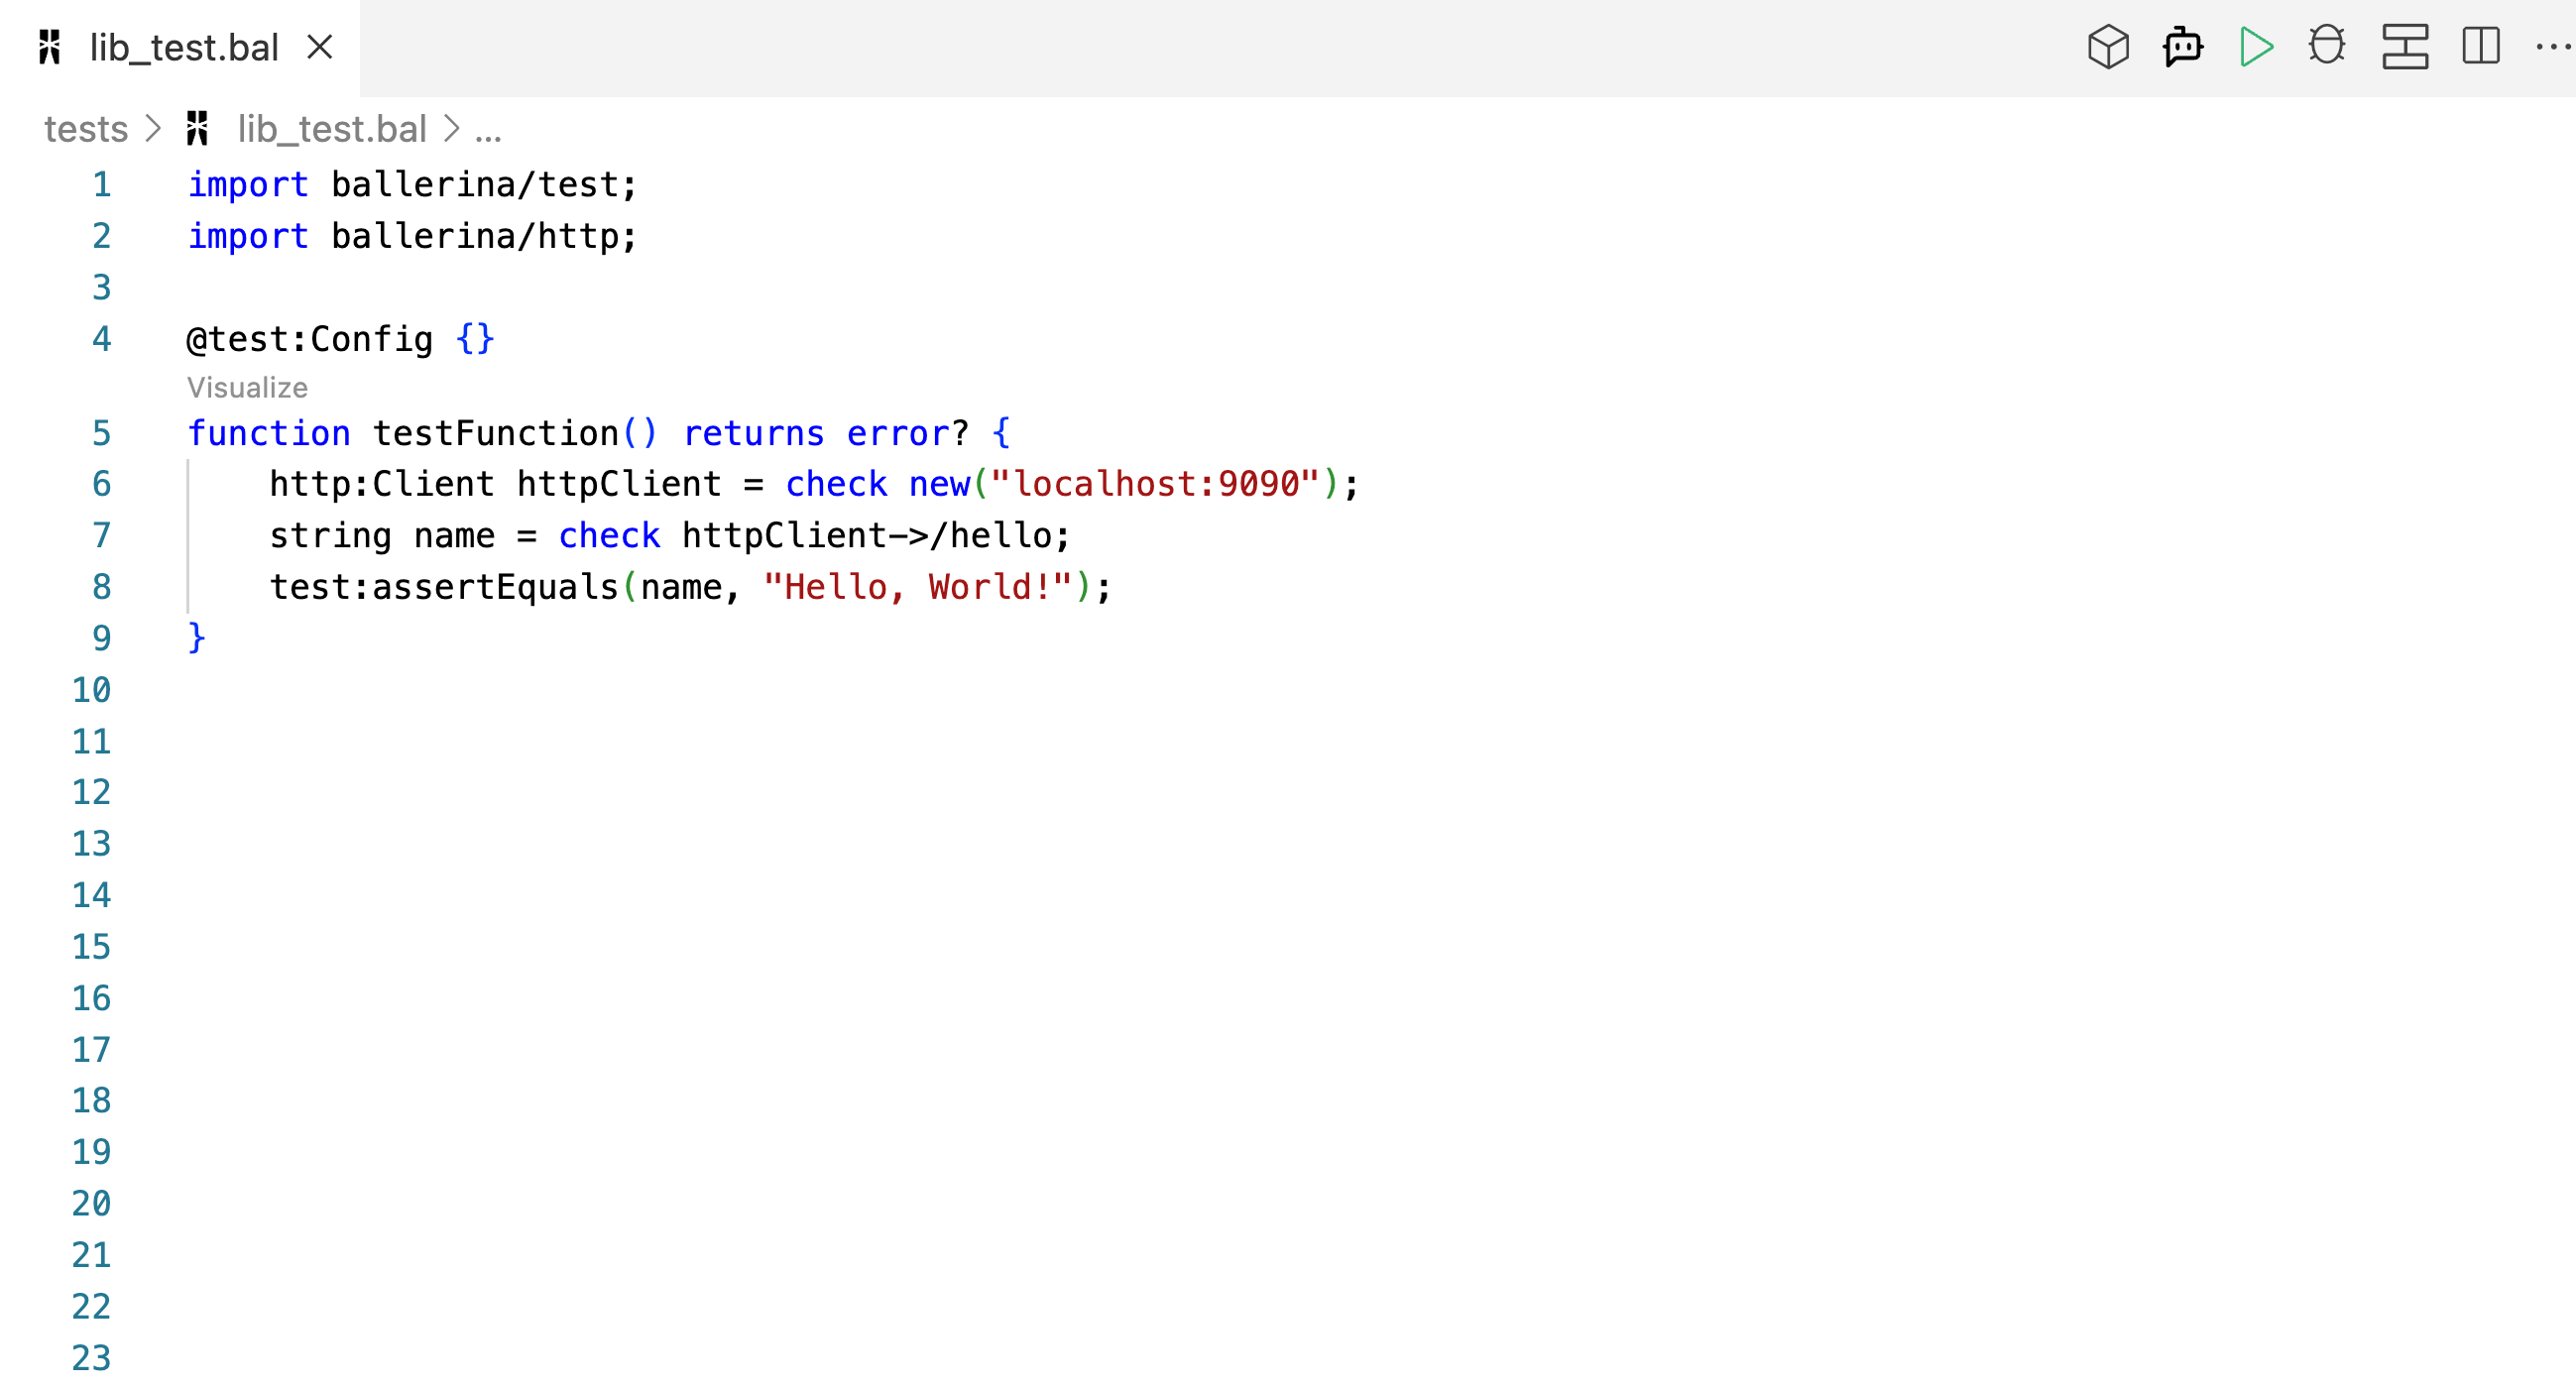 lib_test.bal
tests > lib_test.bal > ...
1 import ballerina/test;
2 import ballerina/http;
3
4 @test:Config {}
Visualize
5 function testFunction() returns error? {
6     http:Client httpClient = check new("localhost:9090");
7     string name = check httpClient->/hello;
8     test:assertEquals(name, "Hello, World!");
9 }
10
11
12
13
14
15
16
17
18
19
20
21
22
23